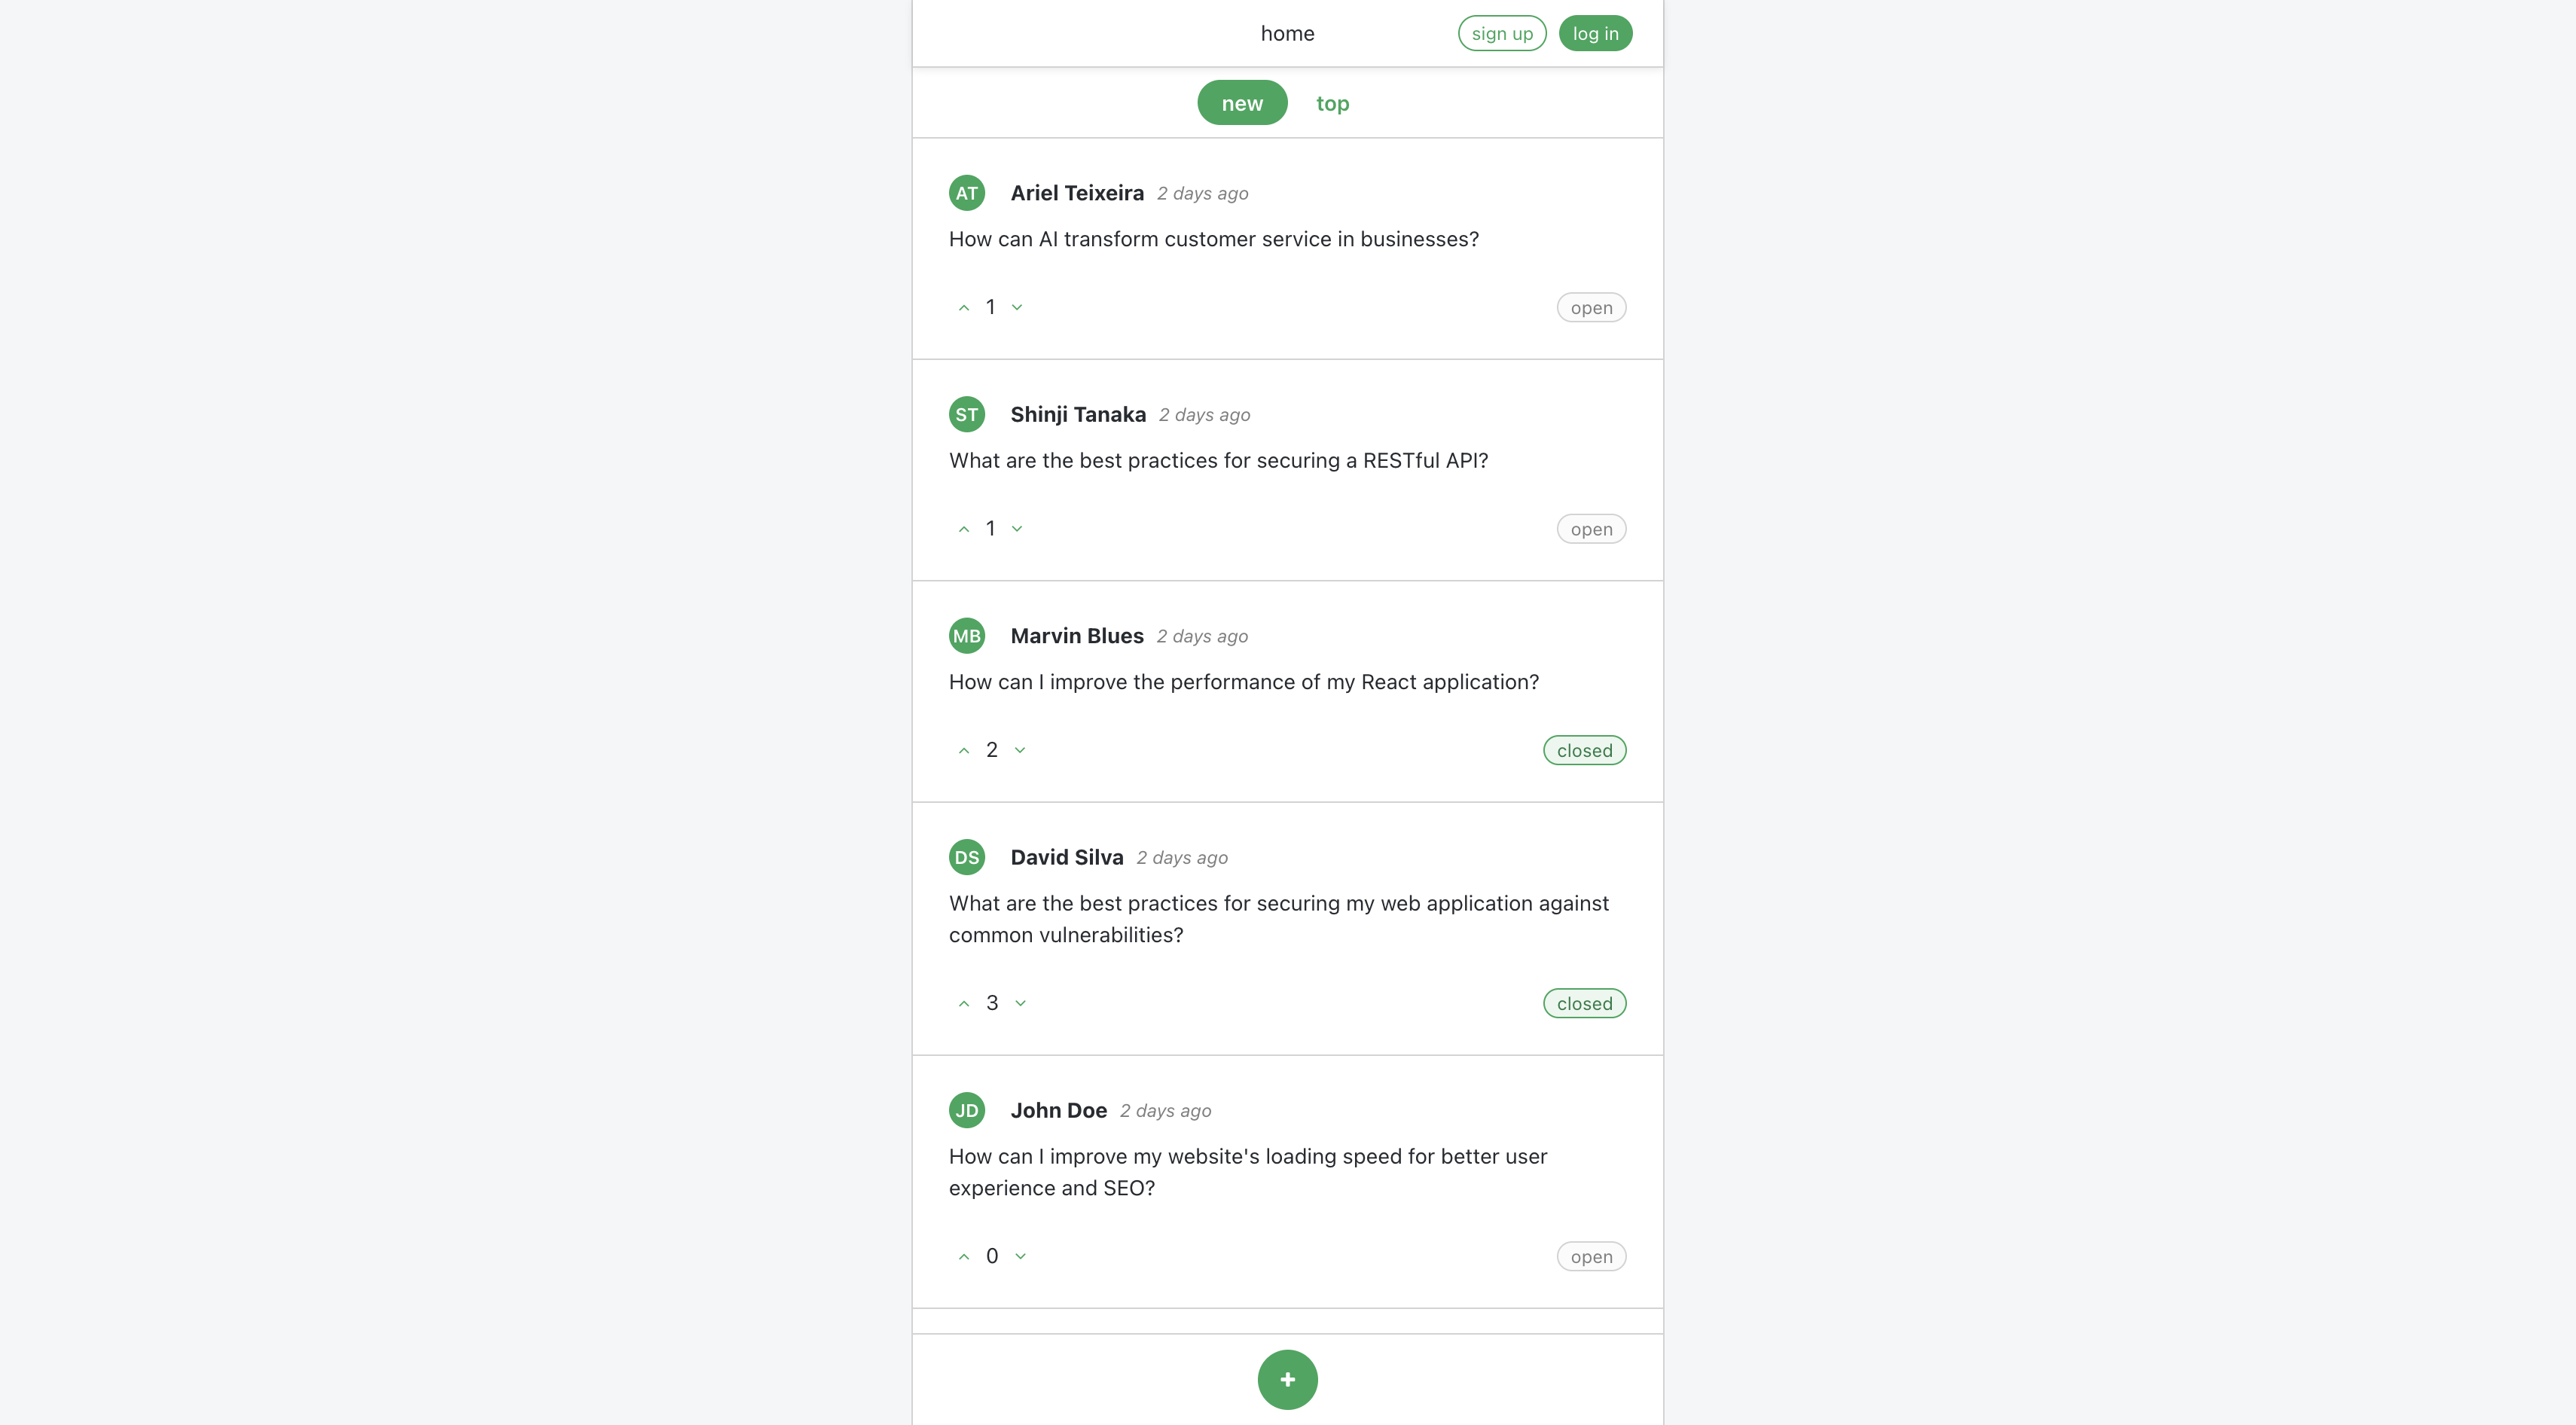 home
sign up
log in
new
top
AT
Ariel Teixeira 2 days ago
How can AI transform customer service in businesses?
1
open
ST
Shinji Tanaka 2 days ago
What are the best practices for securing a RESTful API?
1
open
MB
Marvin Blues 2 days ago
How can I improve the performance of my React application?
2
closed
DS
David Silva 2 days ago
What are the best practices for securing my web application against
common vulnerabilities?
3
closed
JD
John Doe 2 days ago
How can I improve my website's loading speed for better user
experience and SEO?
0
open
+